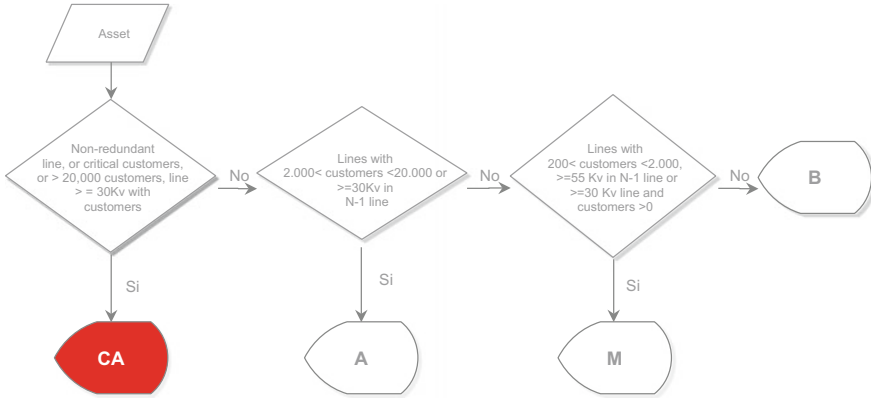 Asset
Non-redundant
line, or critical customers,
or > 20,000 customers, line
> = 30Kv with
customers
No
Lines with
2.000< customers <20.000 or
>=30Kv in
N-1 line
No
Lines with
200< customers <2.000,
>=55 Kv in N-1 line or
>=30 Kv line and
customers >0
No
B
Si
Si
Si
CA
A
M